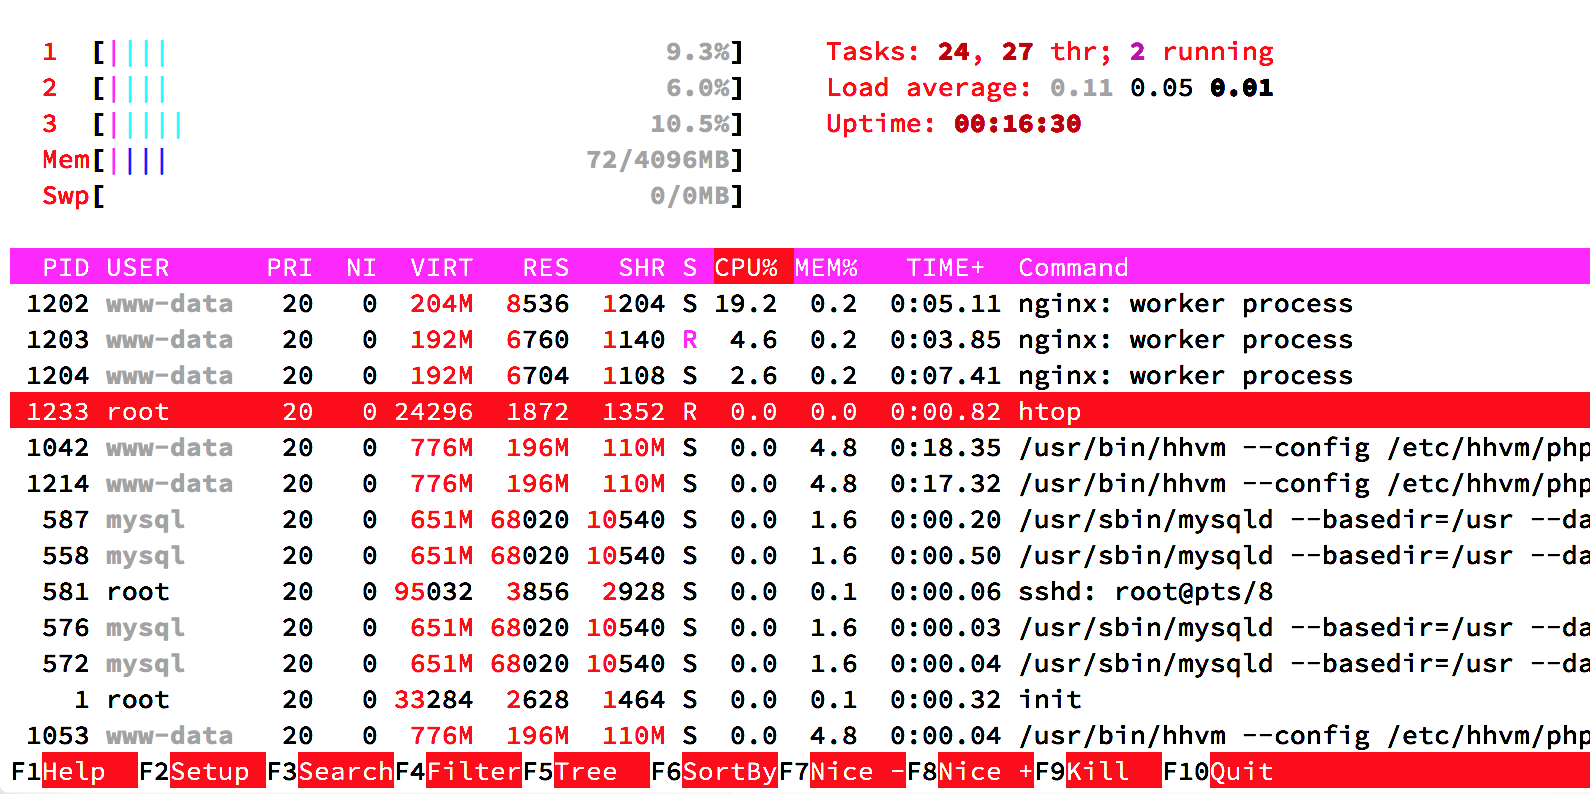 1 [|||| 9.3%] Tasks: 24, 27 thr; 2 running
2 [|||| 6.0%] Load average: 0.11 0.05 0.01
3 [||||| 10.5%] Uptime: 00:16:30
Mem[|||| 72/4096MB]
Swp[ 0/0MB]
PID USER PRI NI VIRT RES SHR S CPU% MEM% TIME+ Command
1202 www-data 20 0 204M 8536 1204 S 19.2 0.2 0:05.11 nginx: worker process
1203 www-data 20 0 192M 6760 1140 R 4.6 0.2 0:03.85 nginx: worker process
1204 www-data 20 0 192M 6704 1108 S 2.6 0.2 0:07.41 nginx: worker process
1233 root 20 0 24296 1872 1352 R 0.0 0.0 0:00.82 htop
1042 www-data 20 0 776M 196M 110M S 0.0 4.8 0:18.35 /usr/bin/hhvm --config /etc/hhvm/php
1214 www-data 20 0 776M 196M 110M S 0.0 4.8 0:17.32 /usr/bin/hhvm --config /etc/hhvm/php
587 mysql 20 0 651M 68020 10540 S 0.0 1.6 0:00.20 /usr/sbin/mysqld --basedir=/usr --da
558 mysql 20 0 651M 68020 10540 S 0.0 1.6 0:00.50 /usr/sbin/mysqld --basedir=/usr --da
581 root 20 0 95032 3856 2928 S 0.0 0.1 0:00.06 sshd: root@pts/8
576 mysql 20 0 651M 68020 10540 S 0.0 1.6 0:00.03 /usr/sbin/mysqld --basedir=/usr --da
572 mysql 20 0 651M 68020 10540 S 0.0 1.6 0:00.04 /usr/sbin/mysqld --basedir=/usr --da
1 root 20 0 33284 2628 1464 S 0.0 0.1 0:00.32 init
1053 www-data 20 0 776M 196M 110M S 0.0 4.8 0:00.04 /usr/bin/hhvm --config /etc/hhvm/php
F1Help F2Setup F3SearchF4FilterF5Tree F6SortByF7Nice -F8Nice +F9Kill F10Quit